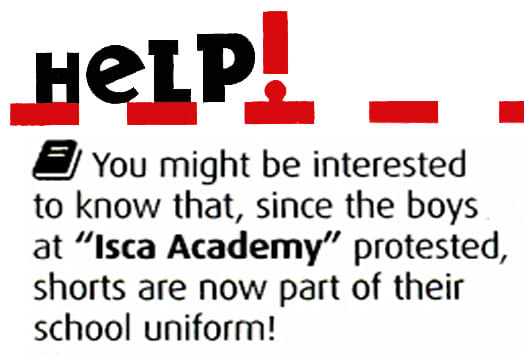 HeLP!
You might be interested
to know that, since the boys
at “Isca Academy” protested,
shorts are now part of their
school uniform!